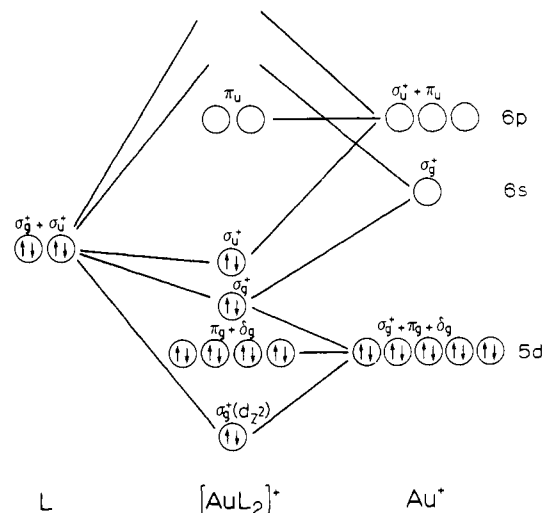 πu
σu+ + πu
6p
σg+
6s
σg+ + σu+
σu+
σg+
πg + δg
σg+ + πg + δg
5d
σg+(dz2)
L
[AuL2]+
Au+